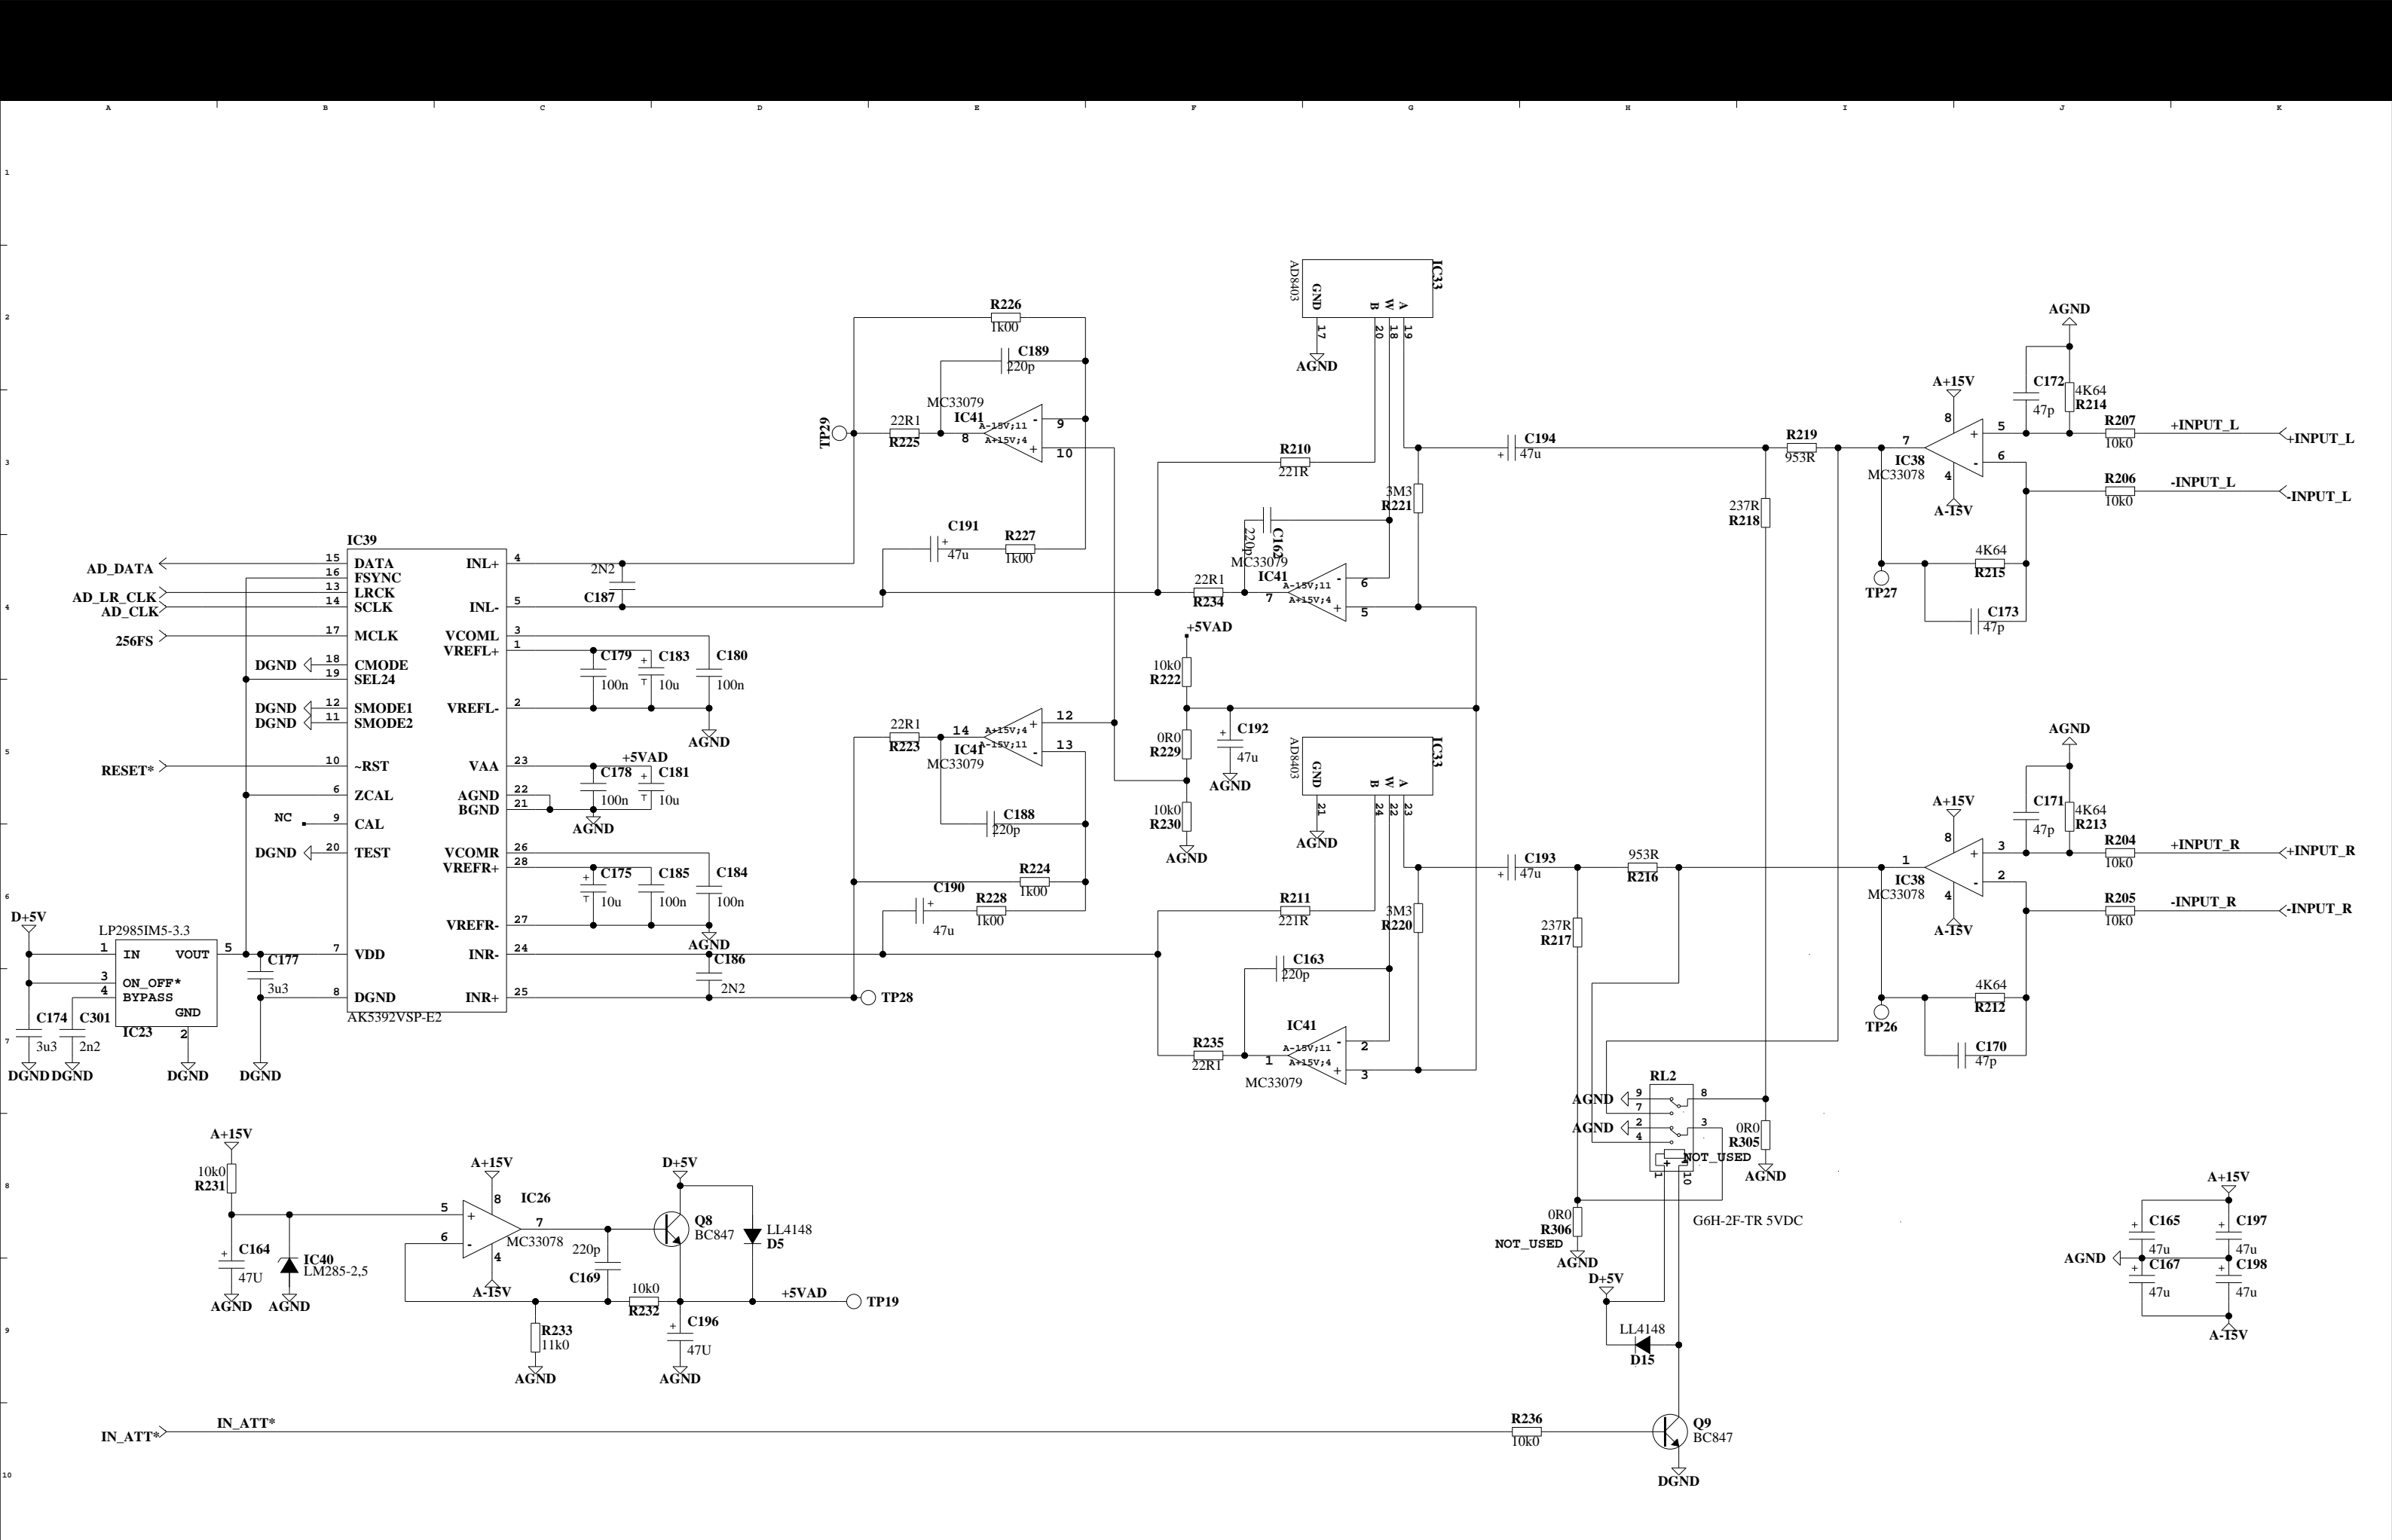 A B C D E F G H I J K
1
2
3
4
5
6
7
8
9
10
IC33
AD8403
GND
B W A
17 20 18 19
AGND
R226
1k00
C189
220p
MC33079
IC41
A-15V;11
A+15V;4
8
9
10
TP29
22R1
R225
C191
47u
R227
1k00
R210
221R
3M3
R221
C162
220p
MC33079
IC41
A-15V;11
A+15V;4
7
6
5
22R1
R234
C194
47u
R219
953R
237R
R218
AGND
C172
47p
4K64
R214
A+15V
8
7
5
6
4
IC38
MC33078
A-15V
R207
10k0
+INPUT_L
+INPUT_L
R206
10k0
-INPUT_L
-INPUT_L
4K64
R215
TP27
C173
47p
IC39
AD_DATA
AD_LR_CLK
AD_CLK
256FS
DGND
DGND
DGND
RESET*
NC
DGND
15 DATA
16 FSYNC
13 LRCK
14 SCLK
17 MCLK
18 CMODE
19 SEL24
12 SMODE1
11 SMODE2
10 ~RST
6 ZCAL
9 CAL
20 TEST
7 VDD
8 DGND
INL+ 4
INL- 5
VCOML 3
VREFL+ 1
VREFL- 2
VAA 23
AGND 22
BGND 21
VCOMR 26
VREFR+ 28
VREFR- 27
INR- 24
INR+ 25
AK5392VSP-E2
2N2
C187
C179
100n
C183
10u
C180
100n
AGND
+5VAD
C178
100n
C181
10u
AGND
C175
10u
C185
100n
C184
100n
AGND
C186
2N2
TP28
22R1
R223
14
A+15V;4
A-15V;11
IC41
MC33079
12
13
C188
220p
R224
1k00
C190
47u
R228
1k00
+5VAD
10k0
R222
0R0
R229
C192
47u
AGND
10k0
R230
AGND
IC33
AD8403
GND
B W A
21 24 22 23
AGND
R211
221R
3M3
R220
C163
220p
IC41
A-15V;11
A+15V;4
1
2
3
MC33079
R235
22R1
C193
47u
953R
R216
237R
R217
AGND
C171
47p
4K64
R213
A+15V
8
1
3
2
4
IC38
MC33078
A-15V
R204
10k0
+INPUT_R
+INPUT_R
R205
10k0
-INPUT_R
-INPUT_R
4K64
R212
TP26
C170
47p
D+5V
LP2985IM5-3.3
1 IN VOUT 5
3 ON_OFF*
4 BYPASS
GND
2
IC23
C174
3u3
C301
2n2
C177
3u3
DGND
DGND
DGND
DGND
RL2
AGND
9
7
8
AGND
2
4
3
1
10
NOT_USED
0R0
R305
AGND
0R0
R306
NOT_USED
AGND
G6H-2F-TR 5VDC
D+5V
LL4148
D15
A+15V
10k0
R231
C164
47U
AGND
IC40
LM285-2,5
AGND
A+15V
5
6
8
7
4
IC26
MC33078
A-15V
220p
C169
D+5V
Q8
BC847
LL4148
D5
10k0
R232
+5VAD
TP19
R233
11k0
AGND
C196
47U
AGND
A+15V
C165
47u
C197
47u
AGND
C167
47u
C198
47u
A-15V
IN_ATT*
IN_ATT*
R236
10k0
Q9
BC847
DGND